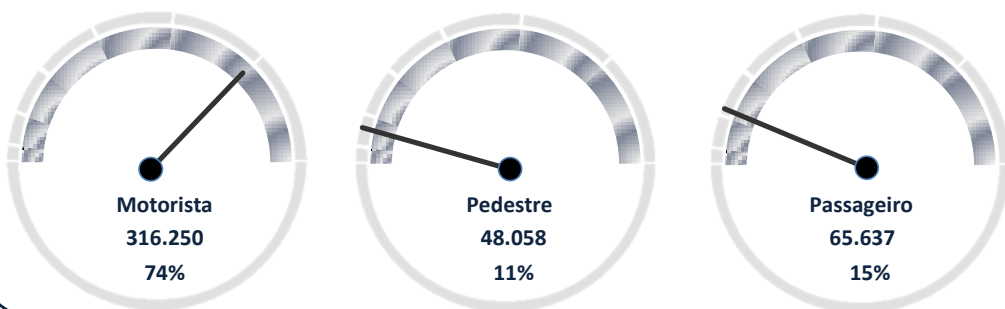 Motorista
316.250
74%
Pedestre
48.058
11%
Passageiro
65.637
15%